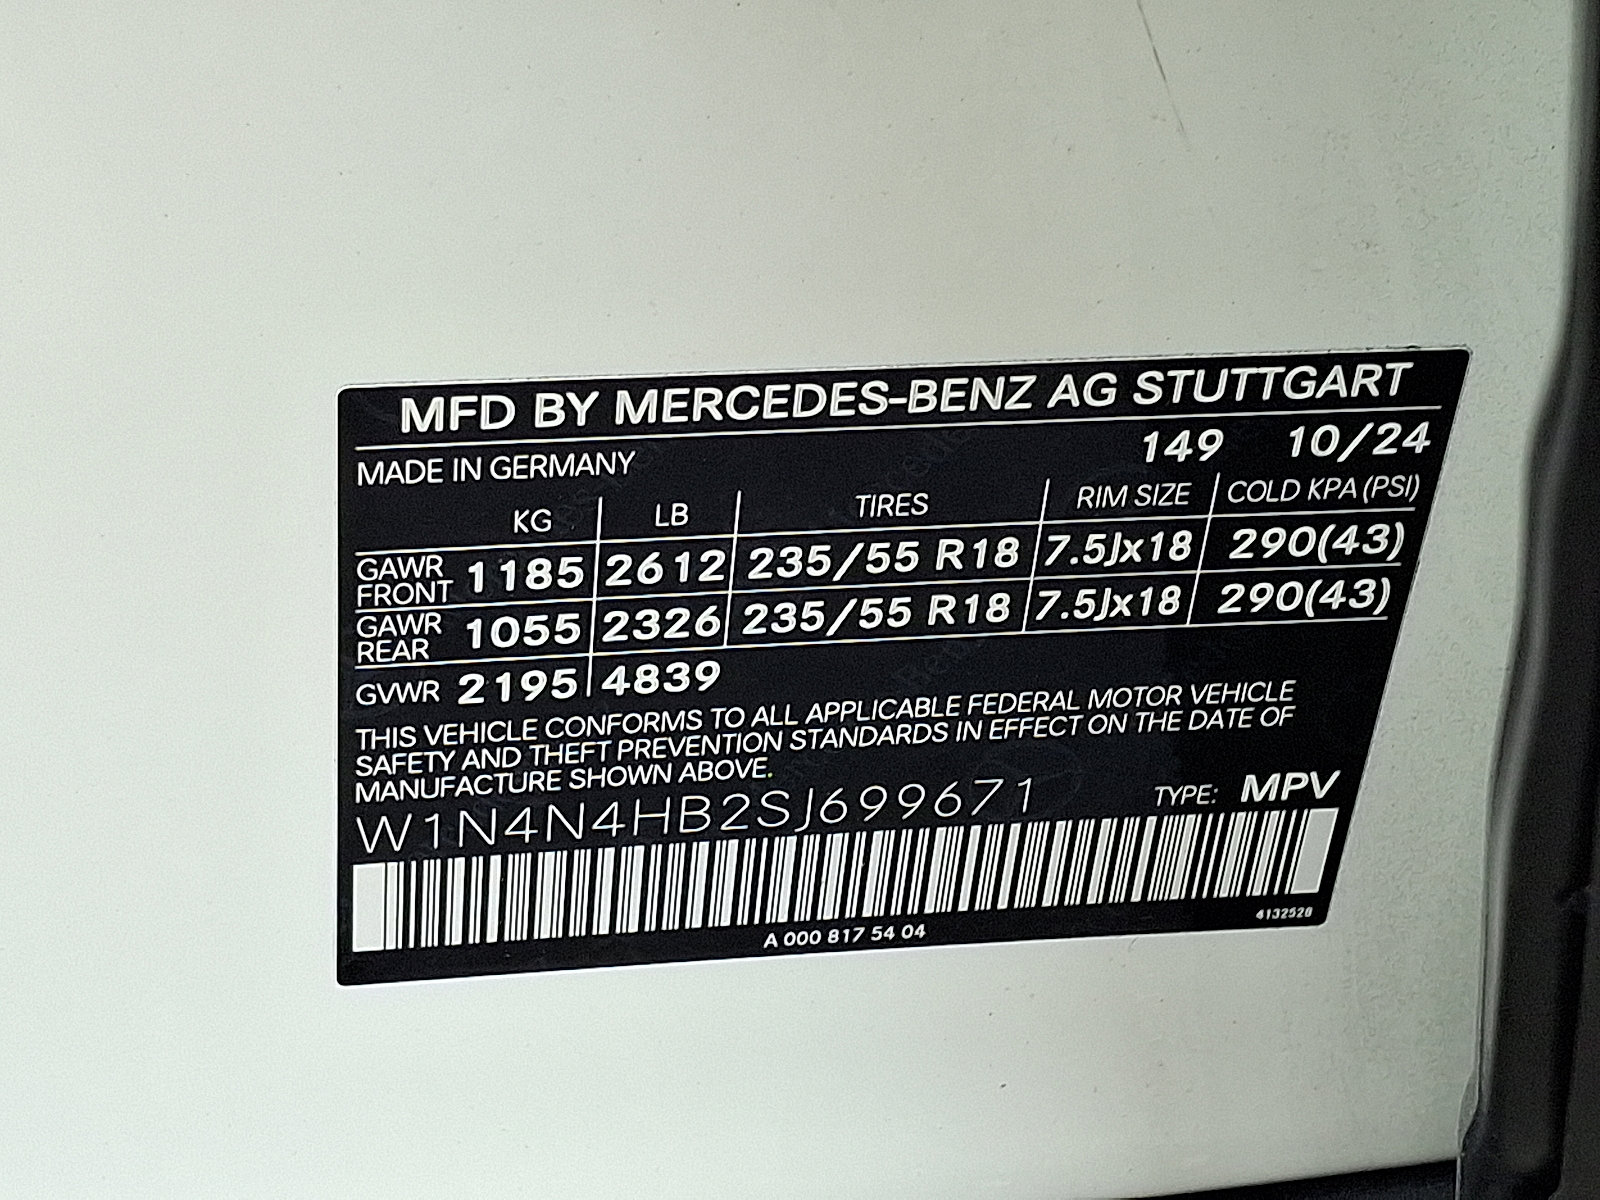 MFD BY MERCEDES-BENZ AG STUTTGART
MADE IN GERMANY 149 10/24
KG LB TIRES RIM SIZE COLD KPA (PSI)
GAWR FRONT 1185 2612 235/55 R18 7.5Jx18 290(43)
GAWR REAR 1055 2326 235/55 R18 7.5Jx18 290(43)
GVWR 2195 4839
THIS VEHICLE CONFORMS TO ALL APPLICABLE FEDERAL MOTOR VEHICLE
SAFETY AND THEFT PREVENTION STANDARDS IN EFFECT ON THE DATE OF
MANUFACTURE SHOWN ABOVE.
W1N4N4HB2SJ699671 TYPE: MPV
A 000 817 54 04
4132520